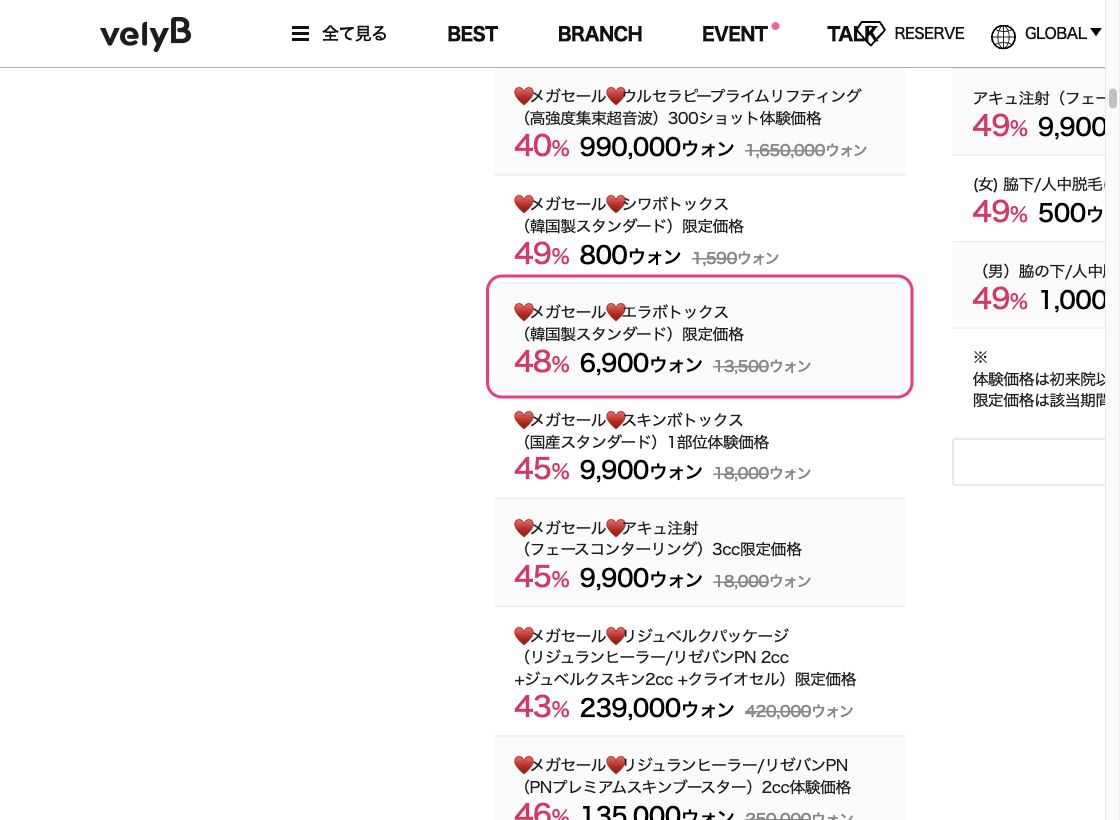 velyB
全て見る
BEST
BRANCH
EVENT
TALK
RESERVE
GLOBAL▼
❤️メガセール❤️ウルセラピープライムリフティング
（高強度集束超音波）300ショット体験価格
40% 990,000ウォン 1,650,000ウォン
❤️メガセール❤️シワボトックス
（韓国製スタンダード）限定価格
49% 800ウォン 1,590ウォン
❤️メガセール❤️エラボトックス
（韓国製スタンダード）限定価格
48% 6,900ウォン 13,500ウォン
❤️メガセール❤️スキンボトックス
（国産スタンダード）1部位体験価格
45% 9,900ウォン 18,000ウォン
❤️メガセール❤️アキュ注射
（フェースコンターリング）3cc限定価格
45% 9,900ウォン 18,000ウォン
❤️メガセール❤️リジュベルクパッケージ
（リジュランヒーラー/リゼバンPN 2cc
+ジュベルクスキン2cc +クライオセル）限定価格
43% 239,000ウォン 420,000ウォン
❤️メガセール❤️リジュランヒーラー/リゼバンPN
（PNプレミアムスキンブースター）2cc体験価格
46% 135,000ウォン 250,000ウォン
アキュ注射（フェー
49% 9,900
(女) 脇下/人中脱毛
49% 500ウ
（男）脇の下/人中
49% 1,000
※
体験価格は初来院以
限定価格は該当期間